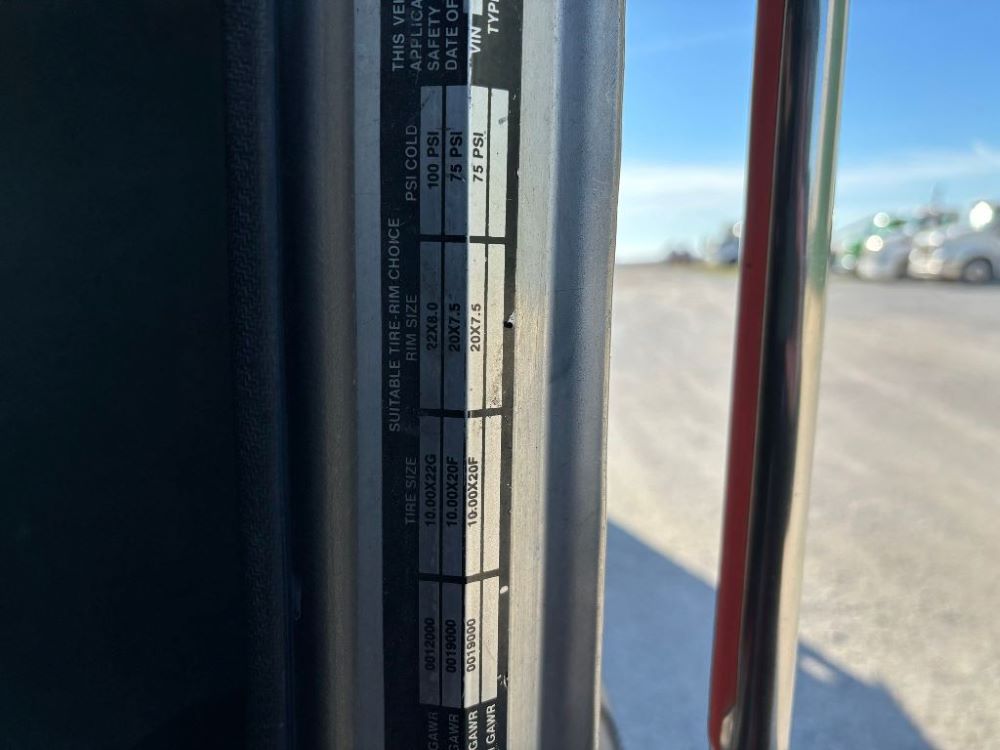 SUITABLE TIRE-RIM CHOICE
TIRE SIZE RIM SIZE PSI COLD
GAWR 0012000 10.00X22G 22X8.0 100 PSI
GAWR 0019000 10.00X20F 20X7.5 75 PSI
GAWR 0019000 10.00X20F 20X7.5 75 PSI
GAWR
THIS VEH
APPLICA
SAFETY
DATE OF
VIN
TYP